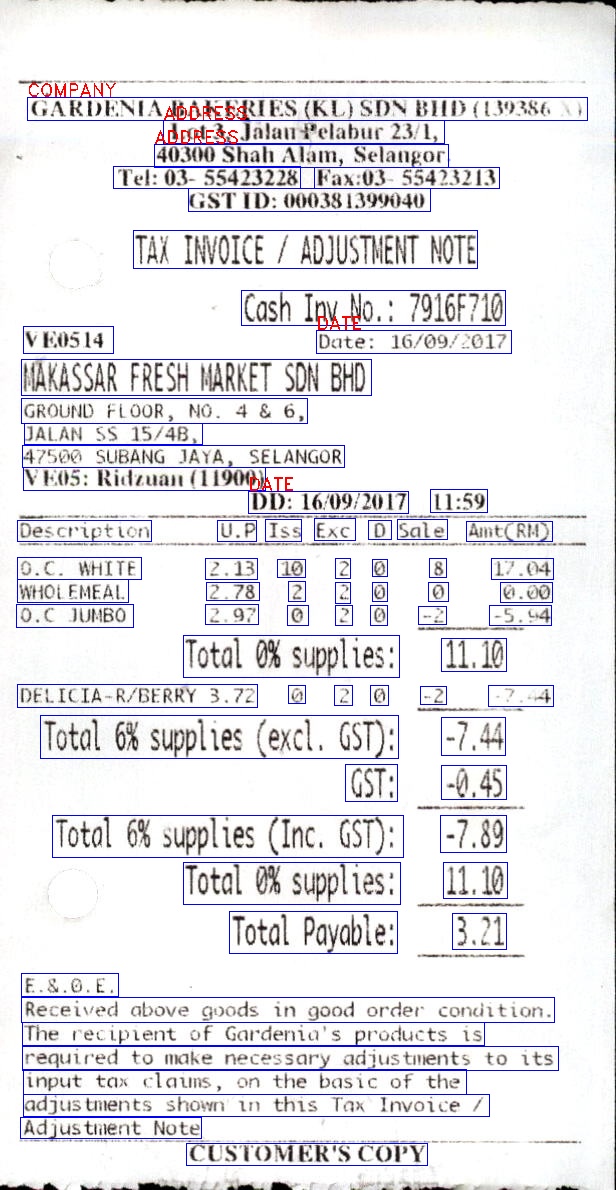 COMPANY
GARDENIA BAKERIES (KL) SDN BHD (139386 X)
ADDRESS
Lot 3, Jalan Pelabur 23/1,
ADDRESS
40300 Shah Alam, Selangor
Tel: 03- 55423228 Fax:03- 55423213
GST ID: 000381399040
TAX INVOICE / ADJUSTMENT NOTE
Cash Inv No.: 7916F710
DATE
VE0514 Date: 16/09/2017
MAKASSAR FRESH MARKET SDN BHD
GROUND FLOOR, NO. 4 & 6,
JALAN SS 15/4B,
47500 SUBANG JAYA, SELANGOR
VE05: Ridzuan (11900)
DATE
DD: 16/09/2017 11:59
Description U.P Iss Exc D Sale Amt(RM)
O.C. WHITE 2.13 10 2 0 8 17.04
WHOLEMEAL 2.78 2 2 0 0 0.00
O.C JUMBO 2.97 0 2 0 -2 -5.94
Total 0% supplies: 11.10
DELICIA-R/BERRY 3.72 0 2 0 -2 -7.44
Total 6% supplies (excl. GST): -7.44
GST: -0.45
Total 6% supplies (Inc. GST): -7.89
Total 0% supplies: 11.10
Total Payable: 3.21
E.&.O.E.
Received above goods in good order condition.
The recipient of Gardenia's products is
required to make necessary adjustments to its
input tax claims, on the basic of the
adjustments shown in this Tax Invoice /
Adjustment Note
CUSTOMER'S COPY